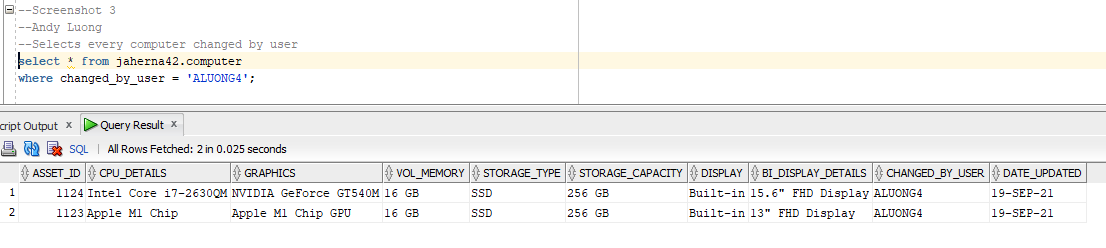 --Screenshot 3
--Andy Luong
--Selects every computer changed by user
select * from jaherna42.computer
where changed_by_user = 'ALUONG4';
cript Output x Query Result x
SQL | All Rows Fetched: 2 in 0.025 seconds
ASSET_ID CPU_DETAILS GRAPHICS VOL_MEMORY STORAGE_TYPE STORAGE_CAPACITY DISPLAY BI_DISPLAY_DETAILS CHANGED_BY_USER DATE_UPDATED
1 1124 Intel Core i7-2630QM NVIDIA GeForce GT540M 16 GB SSD 256 GB Built-in 15.6" FHD Display ALUONG4 19-SEP-21
2 1123 Apple M1 Chip Apple M1 Chip GPU 16 GB SSD 256 GB Built-in 13" FHD Display ALUONG4 19-SEP-21